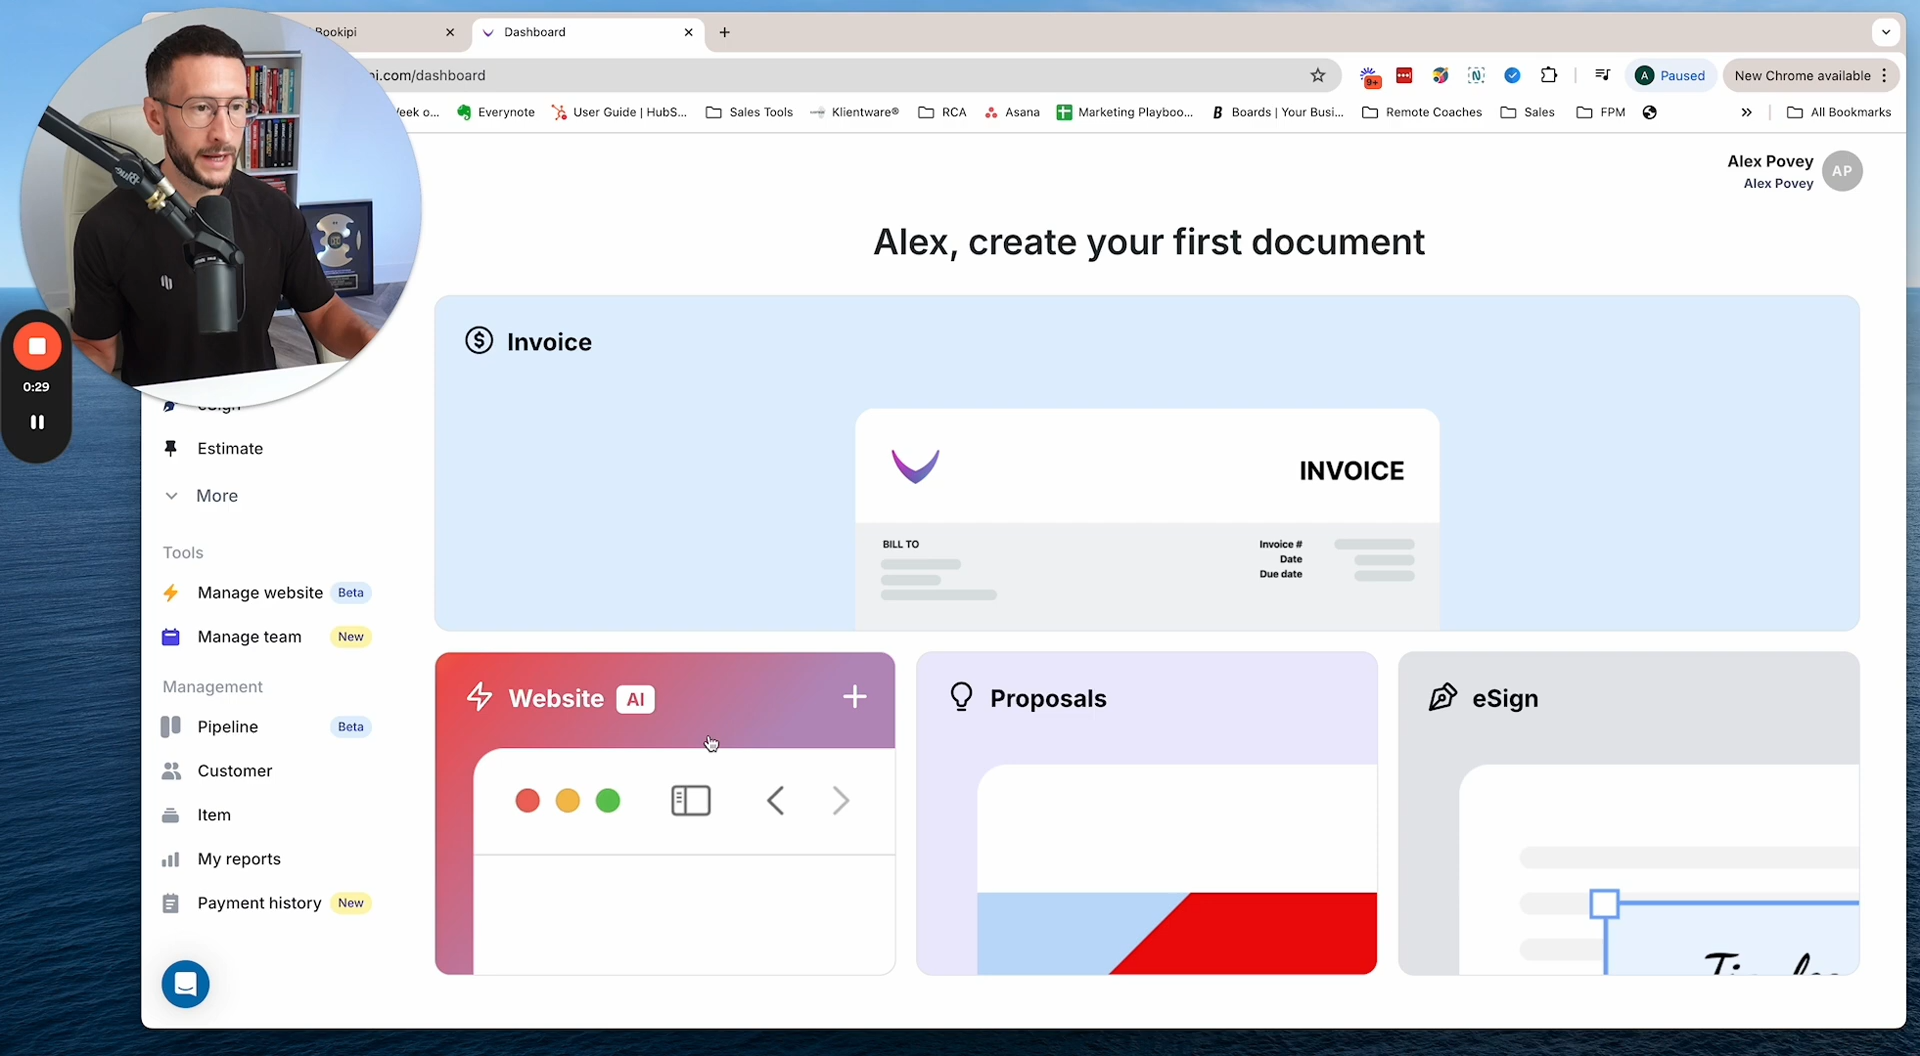 Bookipi
Dashboard
pi.com/dashboard
9+
A
Paused
New Chrome available
Week o...
Everynote
User Guide | HubS...
Sales Tools
Klientware®
RCA
Asana
Marketing Playboo...
Boards | Your Busi...
Remote Coaches
Sales
FPM
All Bookmarks
Alex Povey
Alex Povey
AP
Alex, create your first document
0:29
eSign
Estimate
More
Tools
Manage website Beta
Manage team New
Management
Pipeline Beta
Customer
Item
My reports
Payment history New
Invoice
INVOICE
BILL TO
Invoice #
Date
Due date
Website AI
Proposals
eSign